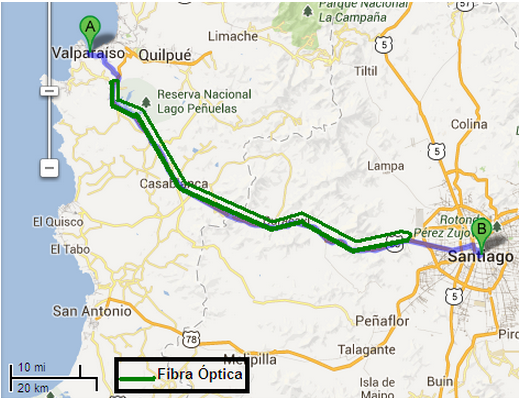 Parque Nacional
La Campaña
A
Limache
Valparaíso
Quilpué
Tiltil
Reserva Nacional
Lago Peñuelas
5
Colina
5
Lampa
Casablanca
El Quisco
Rotonda
Pérez Zujo
B
El Tabo
68
Santiago
5
San Antonio
Peñaflor
78
Melipilla
Talagante
10 mi
20 km
Fibra Óptica
Isla de
Maipo
Buin